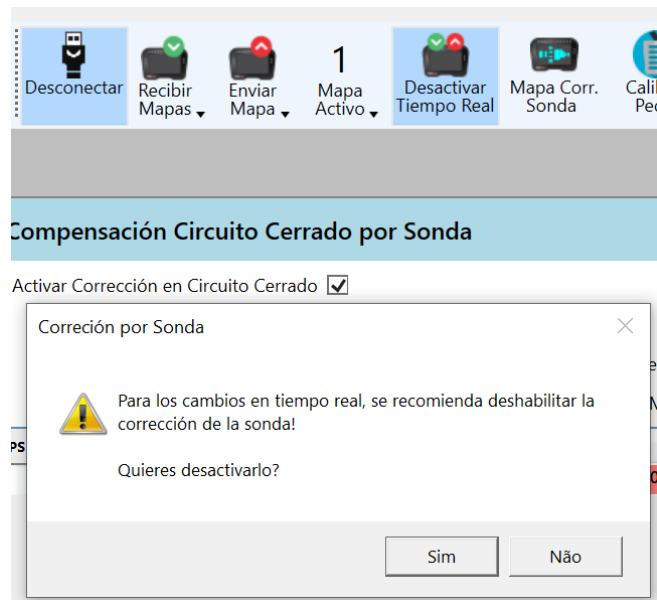 Desconectar
Recibir
Mapas
Enviar
Mapa
1
Mapa
Activo
Desactivar
Tiempo Real
Mapa Corr.
Sonda
Compensación Circuito Cerrado por Sonda
Activar Corrección en Circuito Cerrado
Correción por Sonda
Para los cambios en tiempo real, se recomienda deshabilitar la
corrección de la sonda!
Quieres desactivarlo?
Sim
Não